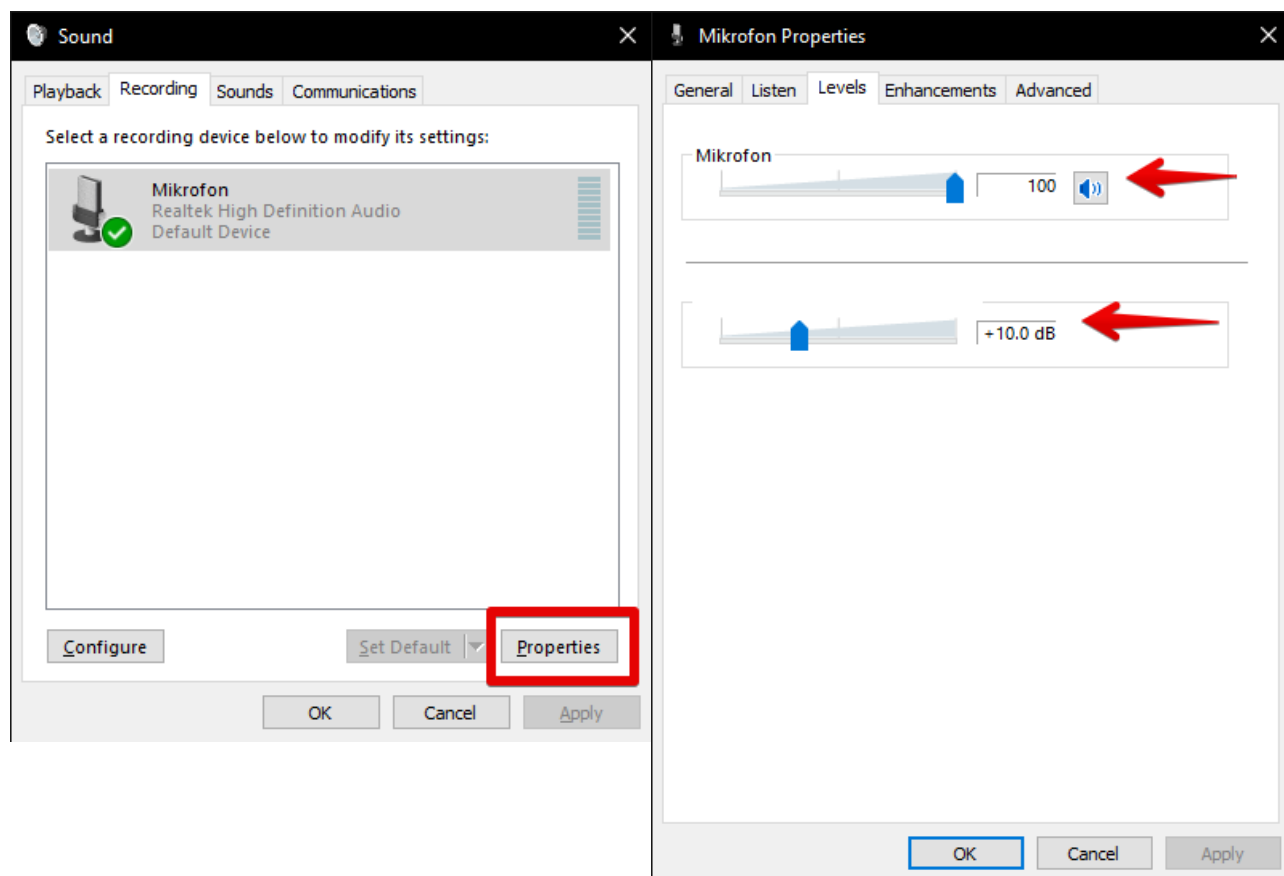 Sound
Playback Recording Sounds Communications
Select a recording device below to modify its settings:
Mikrofon
Realtek High Definition Audio
Default Device
Configure Set Default Properties
OK Cancel Apply
Mikrofon Properties
General Listen Levels Enhancements Advanced
Mikrofon
100
+10.0 dB
OK Cancel Apply